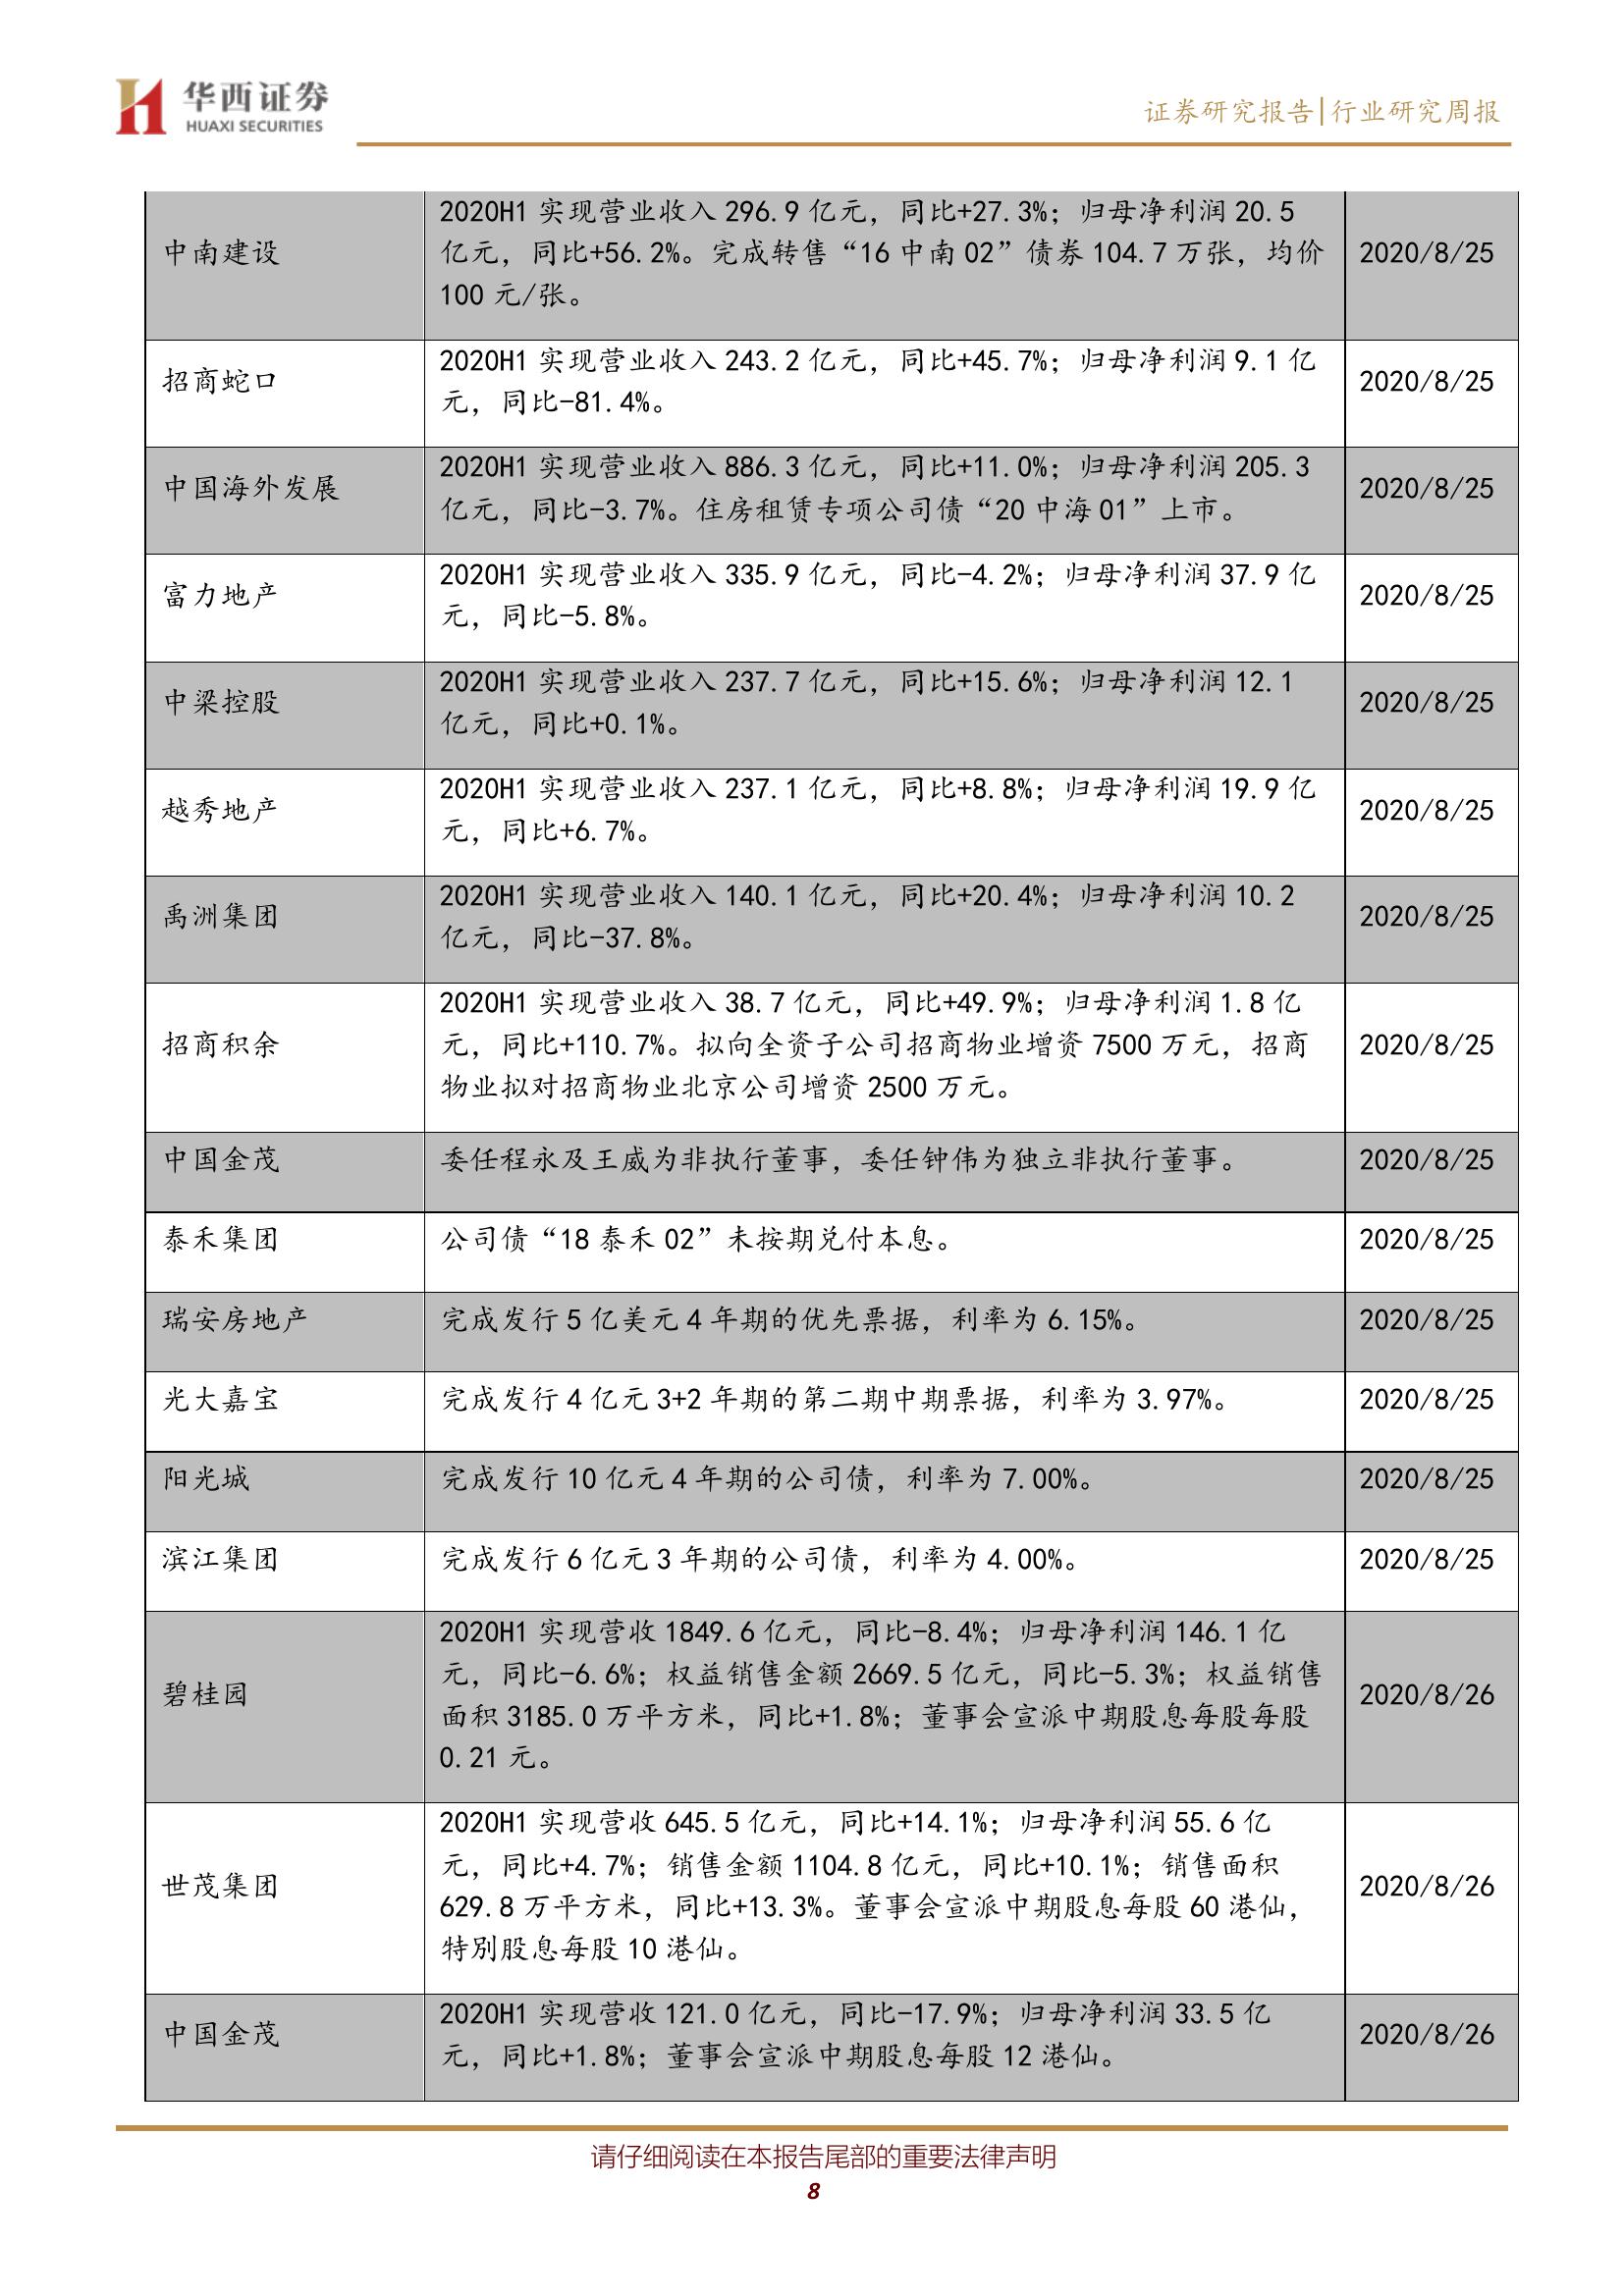 华西证券
HUAXI SECURITIES
证券研究报告|行业研究周报
中南建设
2020H1 实现营业收入 296.9 亿元，同比+27.3%；归母净利润 20.5
亿元，同比+56.2%。完成转售“16 中南 02”债券 104.7 万张，均价
100 元/张。
2020/8/25
招商蛇口
2020H1 实现营业收入 243.2 亿元，同比+45.7%；归母净利润 9.1 亿
元，同比-81.4%。
2020/8/25
中国海外发展
2020H1 实现营业收入 886.3 亿元，同比+11.0%；归母净利润 205.3
亿元，同比-3.7%。住房租赁专项公司债“20 中海 01”上市。
2020/8/25
富力地产
2020H1 实现营业收入 335.9 亿元，同比-4.2%；归母净利润 37.9 亿
元，同比-5.8%。
2020/8/25
中梁控股
2020H1 实现营业收入 237.7 亿元，同比+15.6%；归母净利润 12.1
亿元，同比+0.1%。
2020/8/25
越秀地产
2020H1 实现营业收入 237.1 亿元，同比+8.8%；归母净利润 19.9 亿
元，同比+6.7%。
2020/8/25
禹洲集团
2020H1 实现营业收入 140.1 亿元，同比+20.4%；归母净利润 10.2
亿元，同比-37.8%。
2020/8/25
招商积余
2020H1 实现营业收入 38.7 亿元，同比+49.9%；归母净利润 1.8 亿
元，同比+110.7%。拟向全资子公司招商物业增资 7500 万元，招商
物业拟对招商物业北京公司增资 2500 万元。
2020/8/25
中国金茂
委任程永及王威为非执行董事，委任钟伟为独立非执行董事。
2020/8/25
泰禾集团
公司债“18 泰禾 02”未按期兑付本息。
2020/8/25
瑞安房地产
完成发行 5 亿美元 4 年期的优先票据，利率为 6.15%。
2020/8/25
光大嘉宝
完成发行 4 亿元 3+2 年期的第二期中期票据，利率为 3.97%。
2020/8/25
阳光城
完成发行 10 亿元 4 年期的公司债，利率为 7.00%。
2020/8/25
滨江集团
完成发行 6 亿元 3 年期的公司债，利率为 4.00%。
2020/8/25
碧桂园
2020H1 实现营收 1849.6 亿元，同比-8.4%；归母净利润 146.1 亿
元，同比-6.6%；权益销售金额 2669.5 亿元，同比-5.3%；权益销售
面积 3185.0 万平方米，同比+1.8%；董事会宣派中期股息每股每股
0.21 元。
2020/8/26
世茂集团
2020H1 实现营收 645.5 亿元，同比+14.1%；归母净利润 55.6 亿
元，同比+4.7%；销售金额 1104.8 亿元，同比+10.1%；销售面积
629.8 万平方米，同比+13.3%。董事会宣派中期股息每股 60 港仙，
特别股息每股 10 港仙。
2020/8/26
中国金茂
2020H1 实现营收 121.0 亿元，同比-17.9%；归母净利润 33.5 亿
元，同比+1.8%；董事会宣派中期股息每股 12 港仙。
2020/8/26
请仔细阅读在本报告尾部的重要法律声明
8